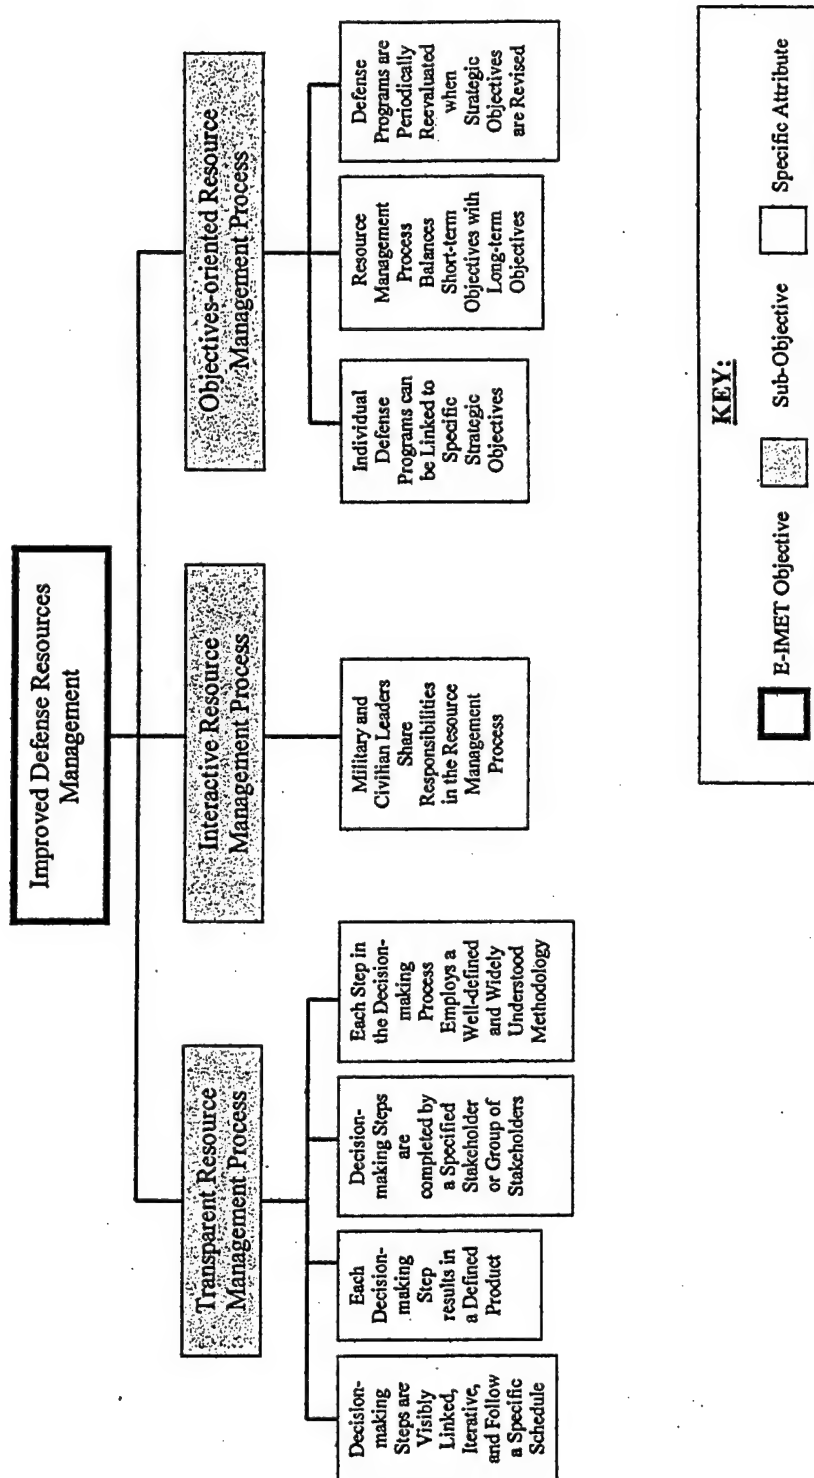 Improved Defense Resources
Management
Transparent Resource
Management Process
Interactive Resource
Management Process
Objectives-oriented Resource
Management Process
Decision-
making
Steps are
Visibly
Linked,
Iterative,
and Follow
a Specific
Schedule
Each
Decision-
making
Step
results in
a Defined
Product
Decision-
making Steps
are
completed by
a Specified
Stakeholder
or Group of
Stakeholders
Each Step in
the Decision-
making
Process
Employs a
Well-defined
and Widely
Understood
Methodology
Military and
Civilian Leaders
Share
Responsibilities
in the Resource
Management
Process
Individual
Defense
Programs can
be Linked to
Specific
Strategic
Objectives
Resource
Management
Process
Balances
Short-term
Objectives with
Long-term
Objectives
Defense
Programs are
Periodically
Reevaluated
when
Strategic
Objectives
are Revised
KEY:
E-IMET Objective
Sub-Objective
Specific Attribute